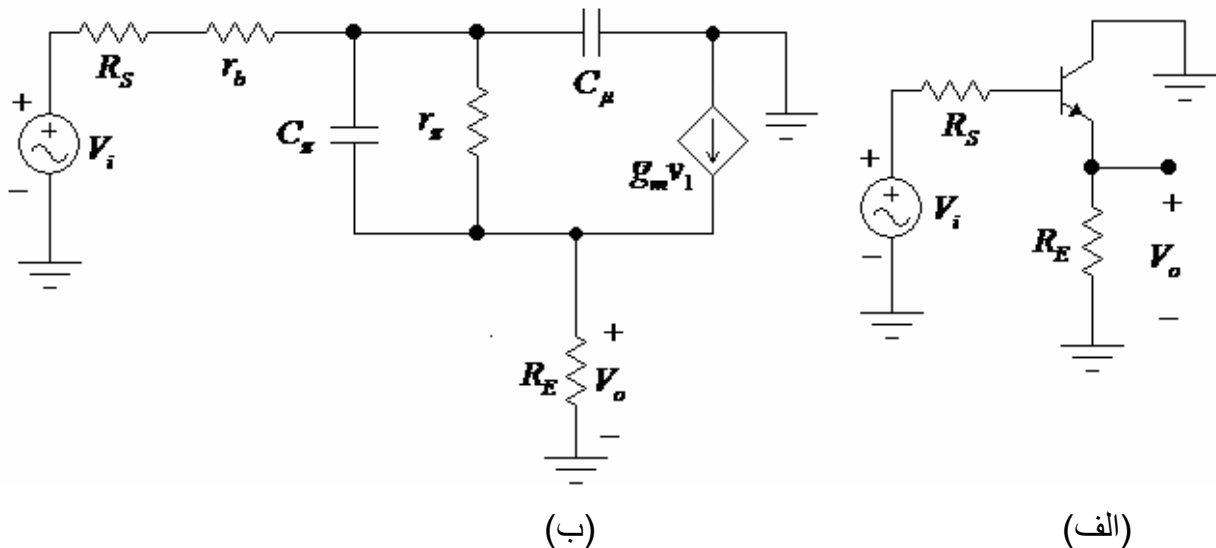 R_S
r_b
C_μ
C_π
r_π
g_m v_1
+
V_i
−
R_E
+
V_o
−
R_S
+
V_i
−
R_E
+
V_o
−
(ب)
(الف)